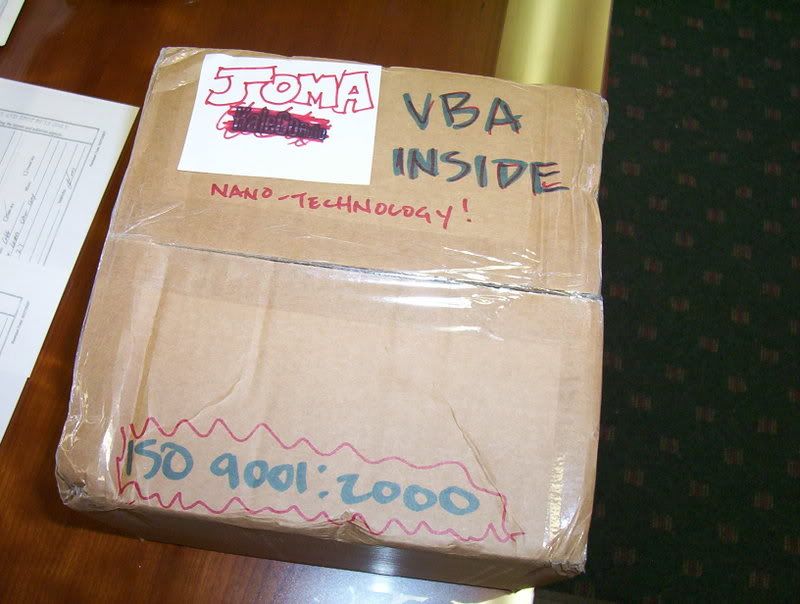 JOMA
VBA
INSIDE
NANO-TECHNOLOGY!
ISO 9001:2000